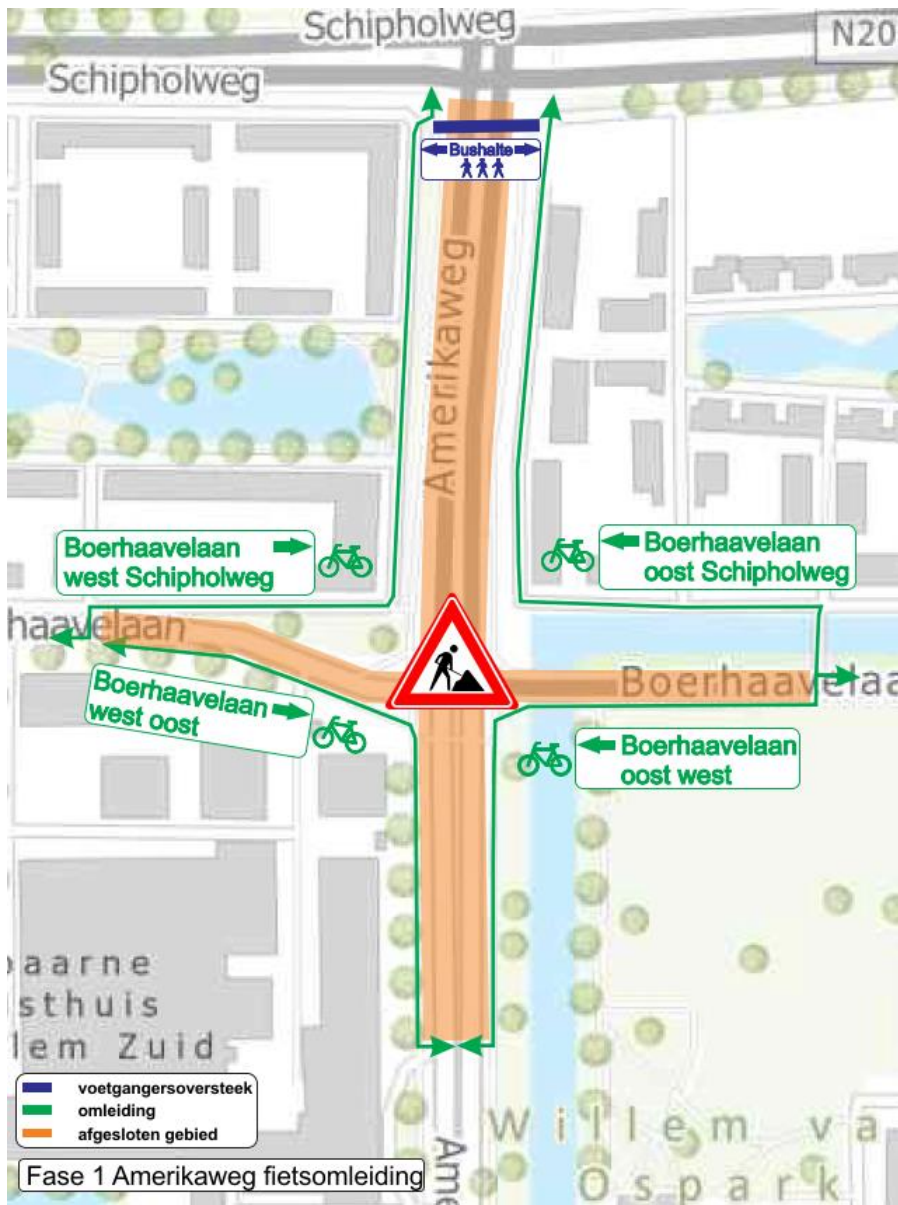 Schipholweg
N20
Schipholweg
Bushalte
Amerikaweg
Boerhaavelaan
west Schipholweg
Boerhaavelaan
oost Schipholweg
haavelaan
Boerhaavelaa
Boerhaavelaan
west oost
Boerhaavelaan
oost west
paarne
sthuis
lem Zuid
voetgangersoversteek
omleiding
afgesloten gebied
Fase 1 Amerikaweg fietsomleiding
Ame
Willem va
Ospark